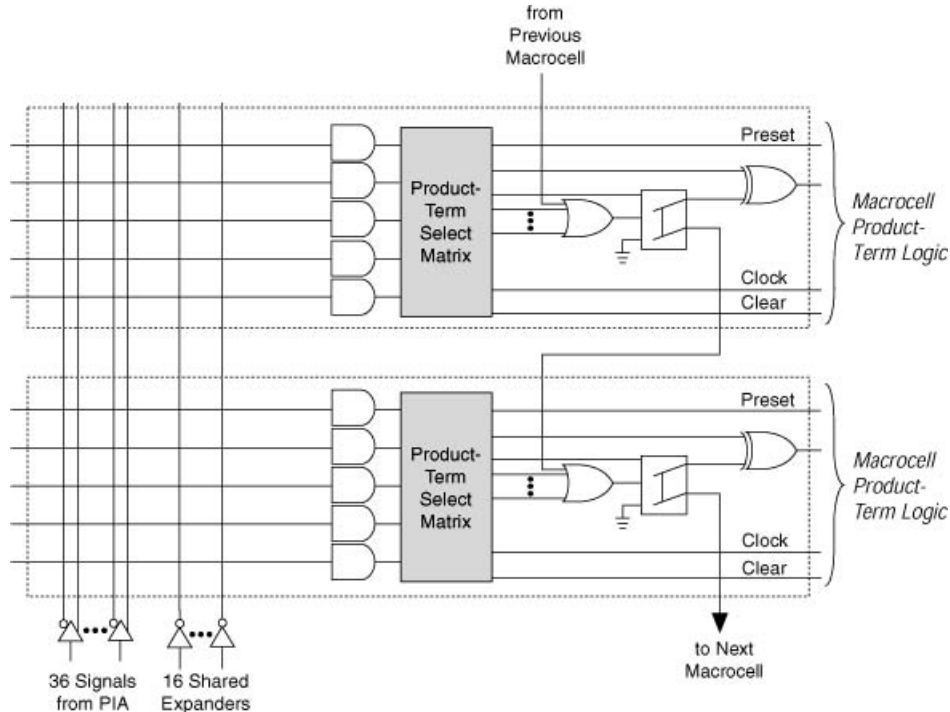 from
Previous
Macrocell
Preset
Product-
Term
Select
Matrix
Macrocell
Product-
Term Logic
Clock
Clear
Preset
Product-
Term
Select
Matrix
Macrocell
Product-
Term Logic
Clock
Clear
36 Signals
from PIA
16 Shared
Expanders
to Next
Macrocell